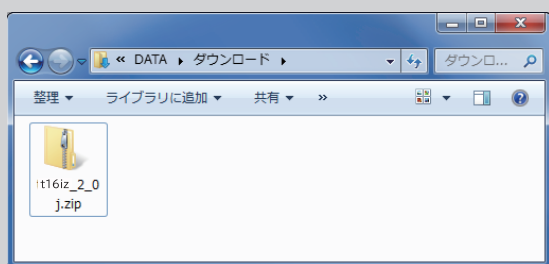 « DATA ▸ ダウンロード ▸ ダウンロ...
整理 ▼ ライブラリに追加 ▼ 共有 ▼ »
tt16iz_2_0
j.zip